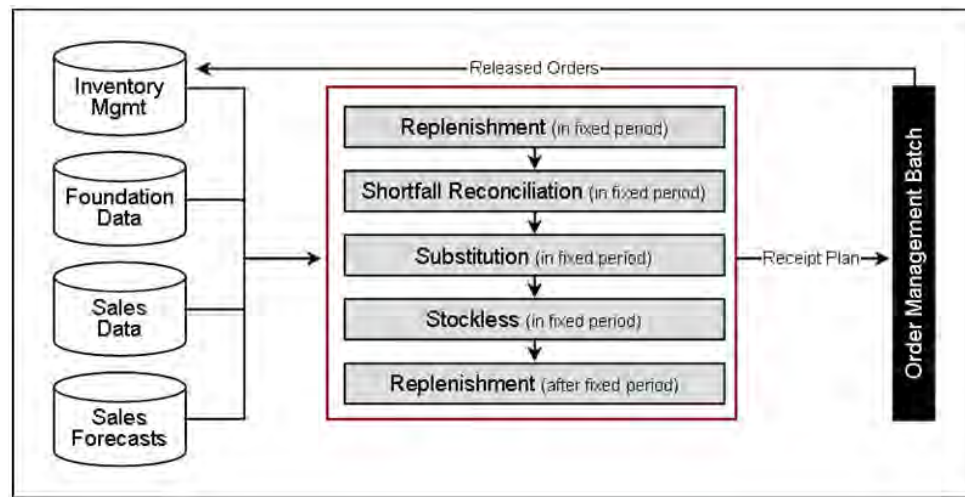 Released Orders
Inventory
Mgmt
Foundation
Data
Sales
Data
Sales
Forecasts
Replenishment (in fixed period)
Shortfall Reconciliation (in fixed period)
Substitution (in fixed period)
Stockless (in fixed period)
Replenishment (after fixed period)
Receipt Plan
Order Management Batch